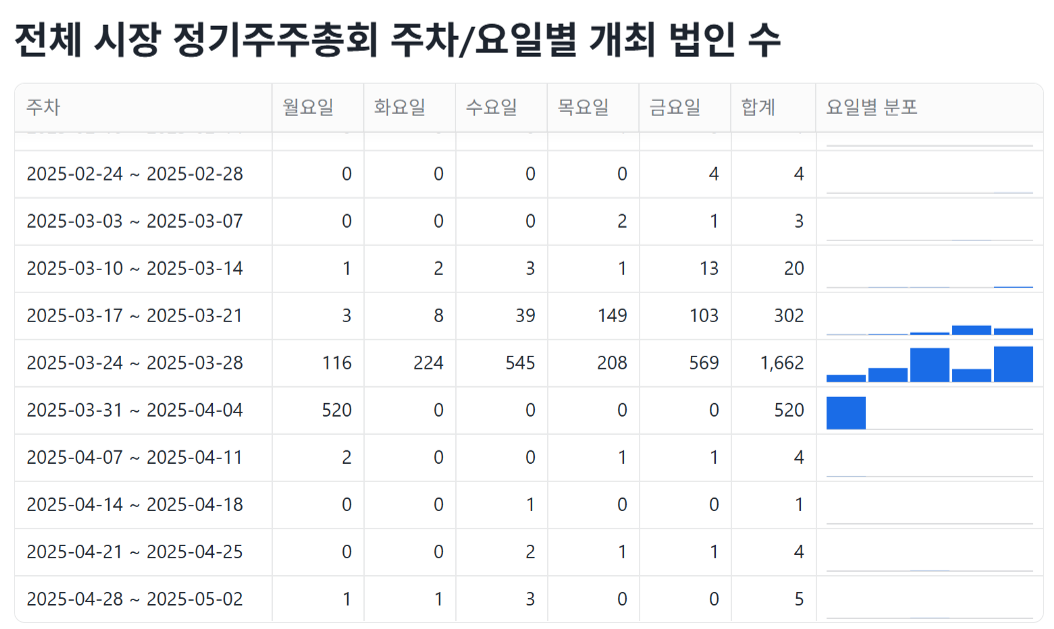 전체 시장 정기주주총회 주차/요일별 개최 법인 수
주차 월요일 화요일 수요일 목요일 금요일 합계 요일별 분포
2025-02-24 ~ 2025-02-28 0 0 0 0 4 4
2025-03-03 ~ 2025-03-07 0 0 0 2 1 3
2025-03-10 ~ 2025-03-14 1 2 3 1 13 20
2025-03-17 ~ 2025-03-21 3 8 39 149 103 302
2025-03-24 ~ 2025-03-28 116 224 545 208 569 1,662
2025-03-31 ~ 2025-04-04 520 0 0 0 0 520
2025-04-07 ~ 2025-04-11 2 0 0 1 1 4
2025-04-14 ~ 2025-04-18 0 0 1 0 0 1
2025-04-21 ~ 2025-04-25 0 0 2 1 1 4
2025-04-28 ~ 2025-05-02 1 1 3 0 0 5